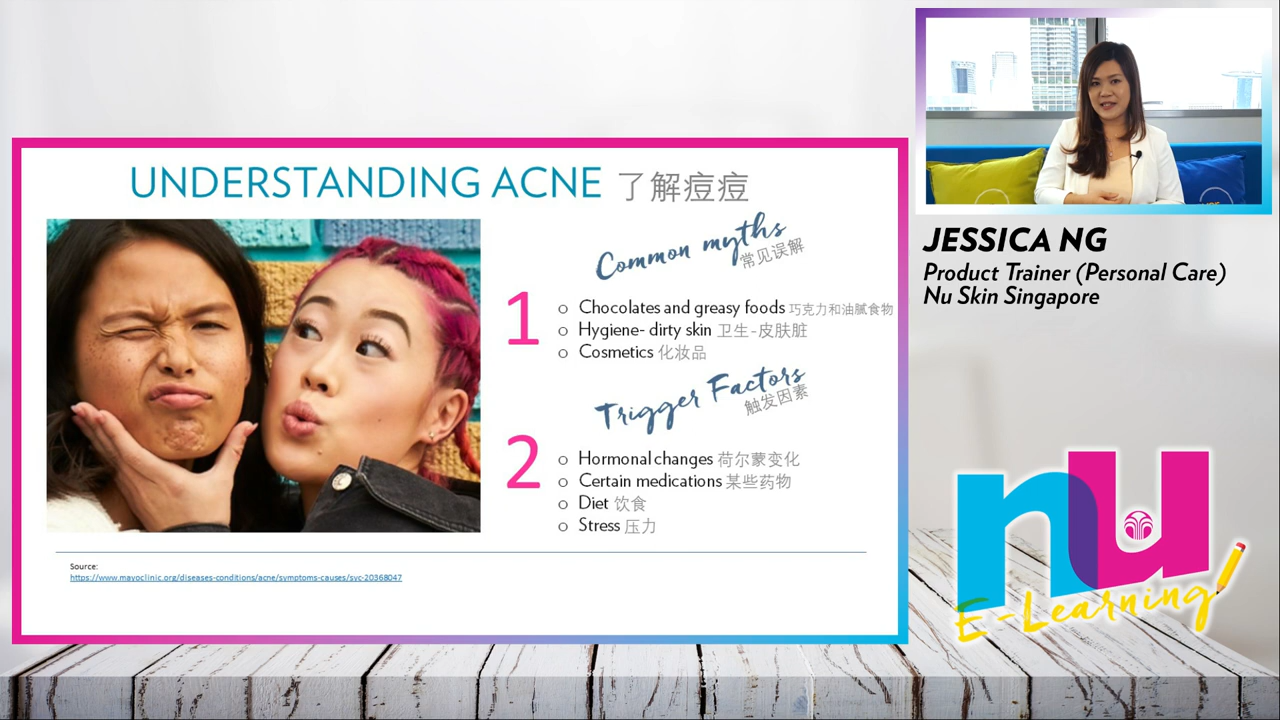 UNDERSTANDING ACNE 了解痘痘
Common myths
常见误解
1
o Chocolates and greasy foods 巧克力和油腻食物
o Hygiene- dirty skin 卫生-皮肤脏
o Cosmetics 化妆品
Trigger Factors
触发因素
2
o Hormonal changes 荷尔蒙变化
o Certain medications 某些药物
o Diet 饮食
o Stress 压力
Source:
https://www.mayoclinic.org/diseases-conditions/acne/symptoms-causes/syc-20368047
JESSICA NG
Product Trainer (Personal Care)
Nu Skin Singapore
nu
E-Learning